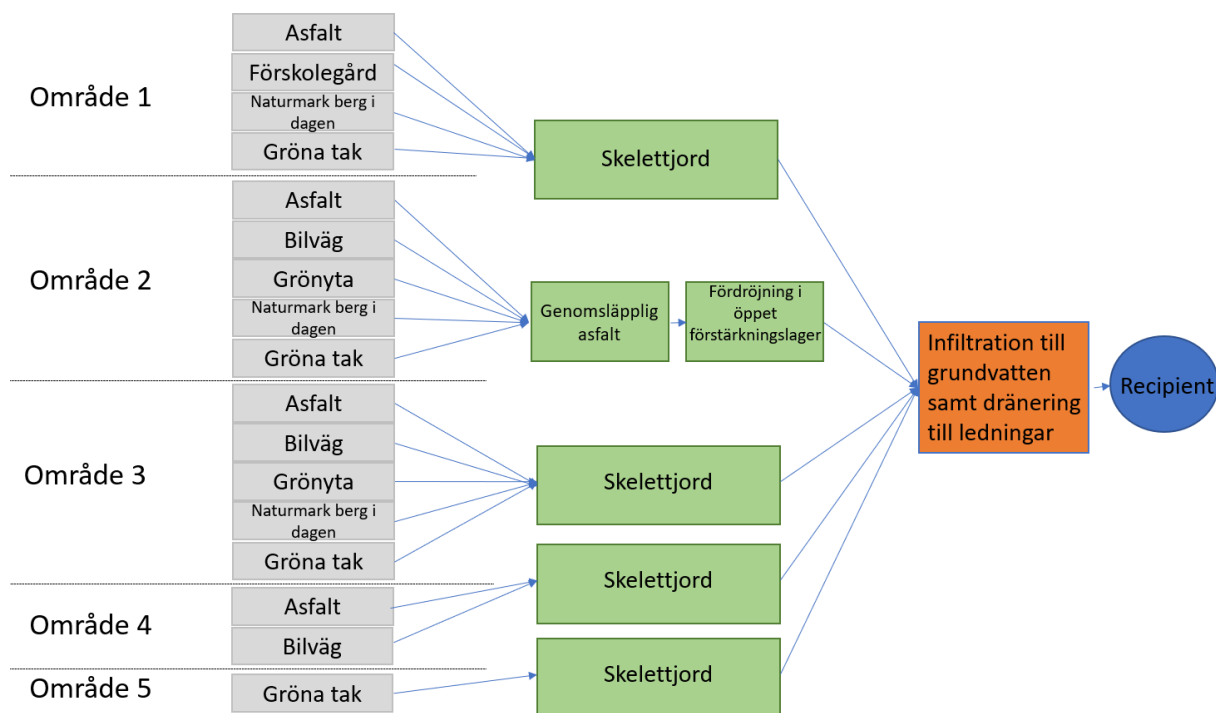 Område 1
Asfalt
Förskolegård
Naturmark berg i
dagen
Gröna tak
Skelettjord
Område 2
Asfalt
Bilväg
Grönyta
Naturmark berg i
dagen
Gröna tak
Genomsläpplig
asfalt
Fördröjning i
öppet
förstärkningslager
Område 3
Asfalt
Bilväg
Grönyta
Naturmark berg i
dagen
Gröna tak
Skelettjord
Område 4
Asfalt
Bilväg
Skelettjord
Område 5
Gröna tak
Skelettjord
Infiltration till
grundvatten
samt dränering
till ledningar
Recipient